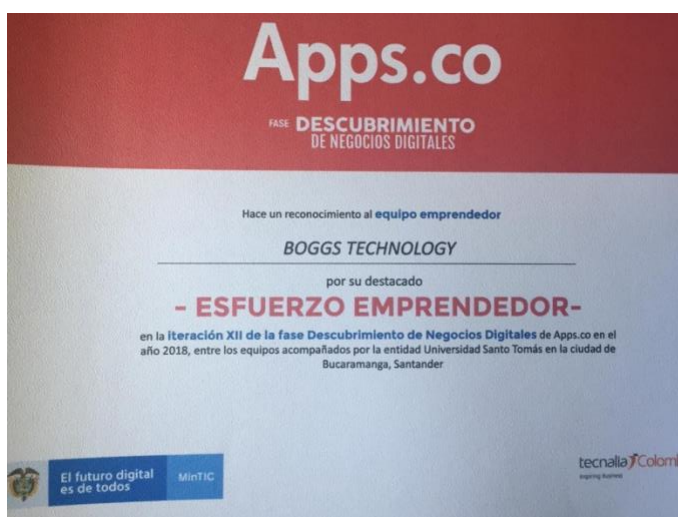 Apps.co
FASE DESCUBRIMIENTO
DE NEGOCIOS DIGITALES
Hace un reconocimiento al equipo emprendedor
BOGGS TECHNOLOGY
por su destacado
- ESFUERZO EMPRENDEDOR-
en la iteración XII de la fase Descubrimiento de Negocios Digitales de Apps.co en el
año 2018, entre los equipos acompañados por la entidad Universidad Santo Tomás en la ciudad de
Bucaramanga, Santander
El futuro digital
es de todos
MinTIC
tecnalia Colom
Inspiring Business